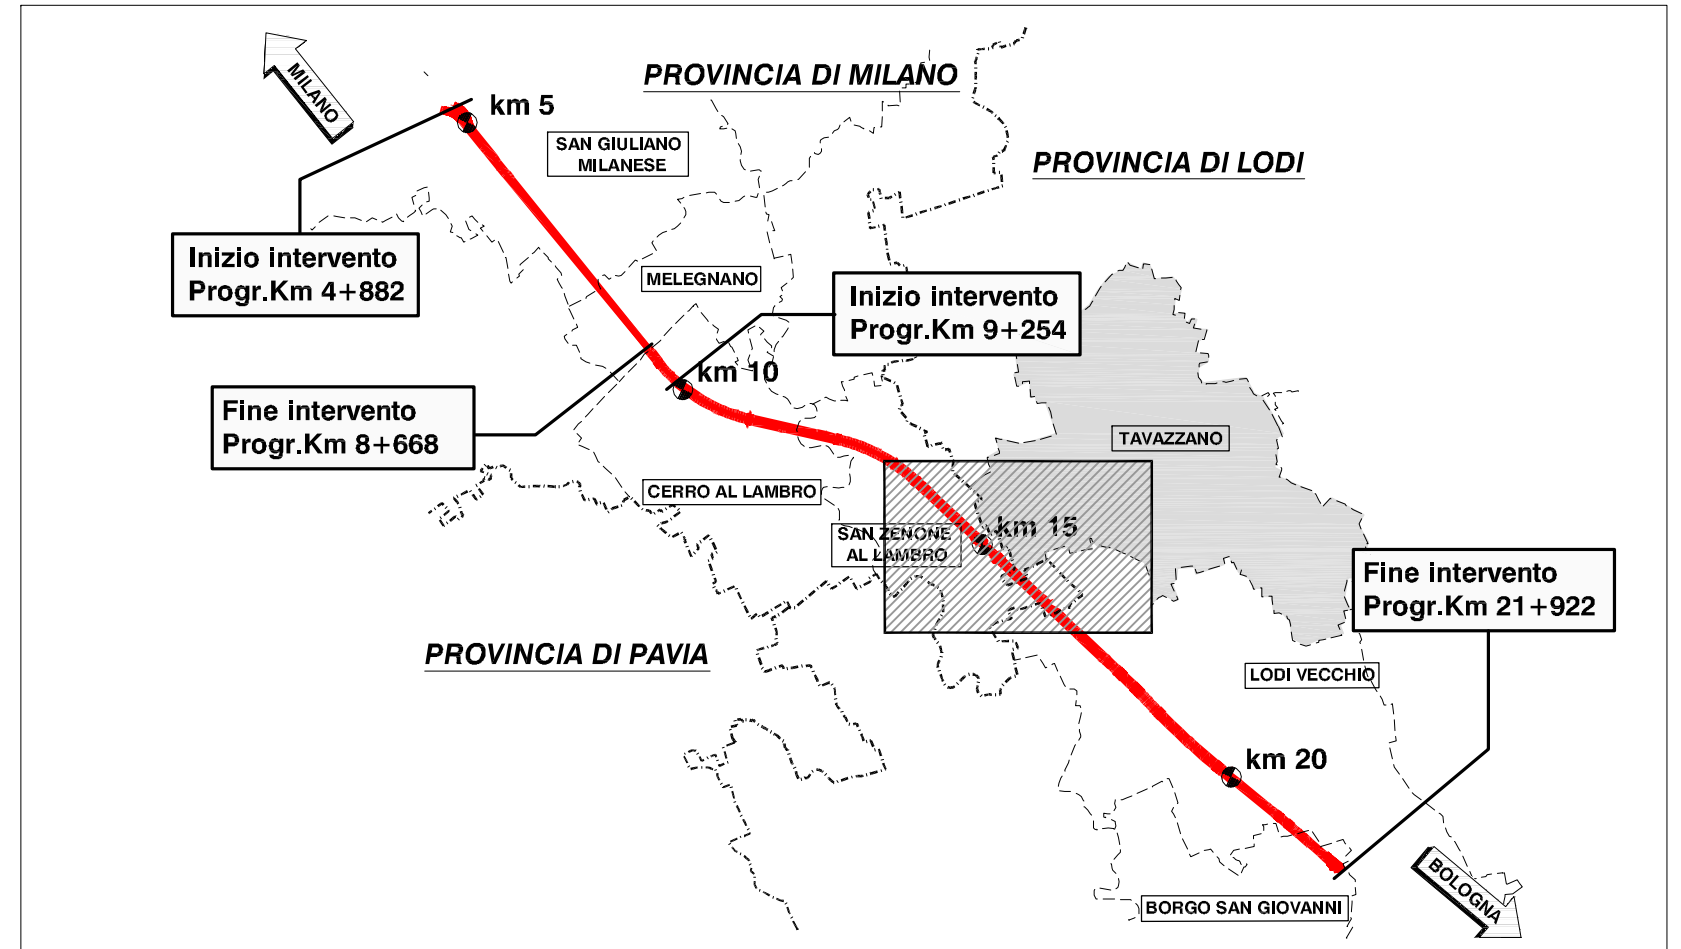 MILANO
PROVINCIA DI MILANO
km 5
SAN GIULIANO
MILANESE
PROVINCIA DI LODI
Inizio intervento
Progr.Km 4+882
MELEGNANO
Inizio intervento
Progr.Km 9+254
km 10
Fine intervento
Progr.Km 8+668
TAVAZZANO
CERRO AL LAMBRO
SAN ZENONE
AL LAMBRO
km 15
Fine intervento
Progr.Km 21+922
PROVINCIA DI PAVIA
LODI VECCHIO
km 20
BOLOGNA
BORGO SAN GIOVANNI